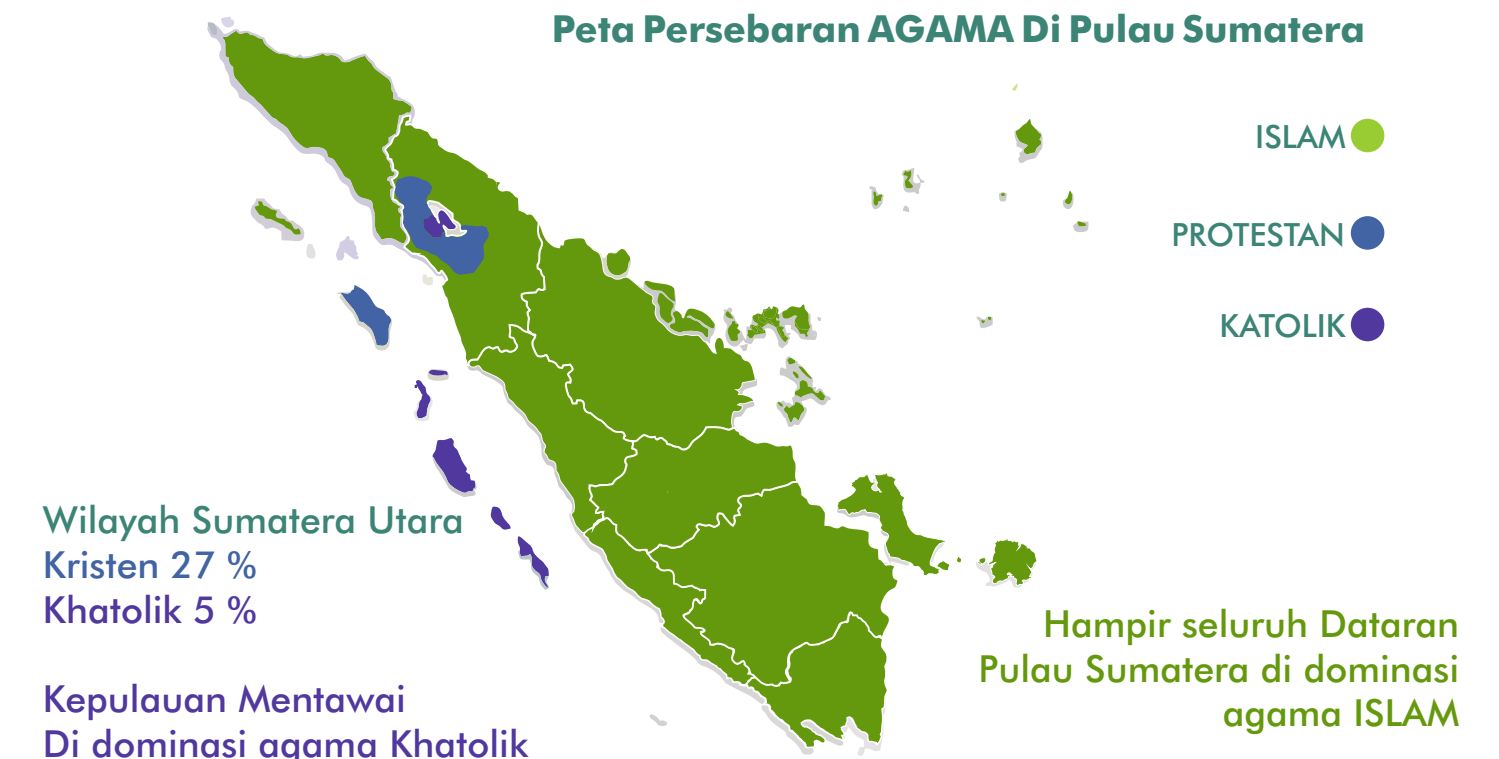 Peta Persebaran AGAMA Di Pulau Sumatera
ISLAM
PROTESTAN
KATOLIK
Wilayah Sumatera Utara
Kristen 27 %
Khatolik 5 %
Kepulauan Mentawai
Di dominasi agama Khatolik
Hampir seluruh Dataran
Pulau Sumatera di dominasi
agama ISLAM